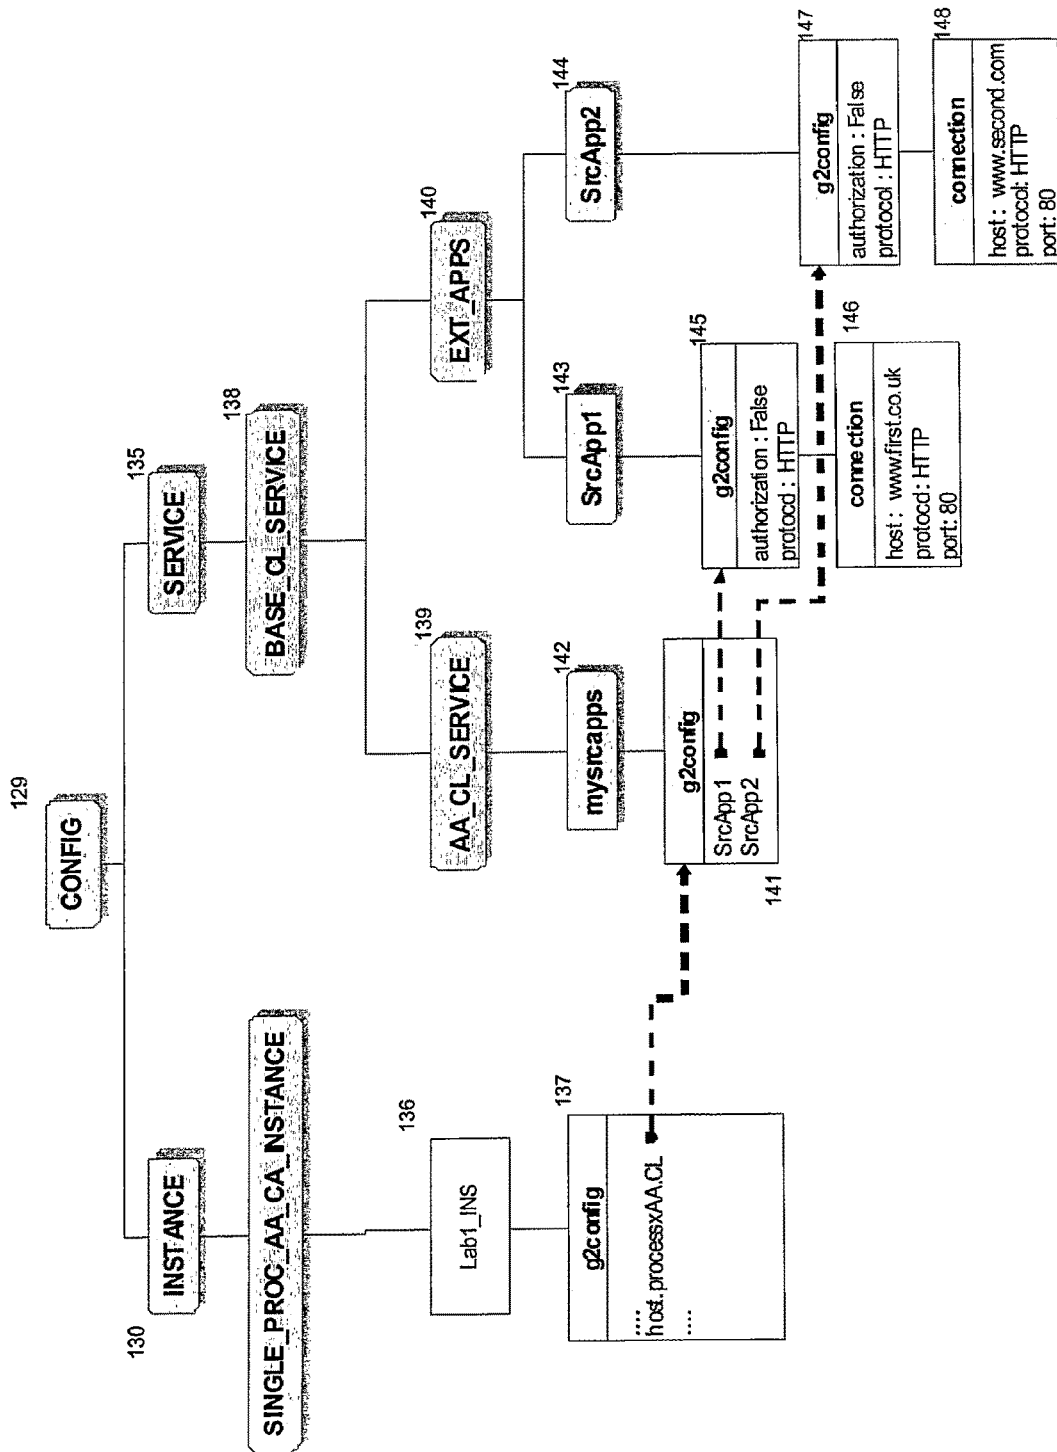 129
CONFIG
130
INSTANCE
135
SERVICE
SINGLE_PROC_AA_CA_INSTANCE
138
BASE_CL_SERVICE
136
Lab1_INS
139
AA_CL_SERVICE
140
EXT_APPS
137
g2config
....
host.processxAA.CL
....
142
mysrcapps
143
SrcApp1
144
SrcApp2
g2config
SrcApp1
SrcApp2
141
145
g2config
authorization : False
protocd : HTTP
147
g2config
authorization : False
protocol : HTTP
146
connection
host : www.first.co.uk
protocd : HTTP
port: 80
148
connection
host : www.second.com
protocol: HTTP
port: 80